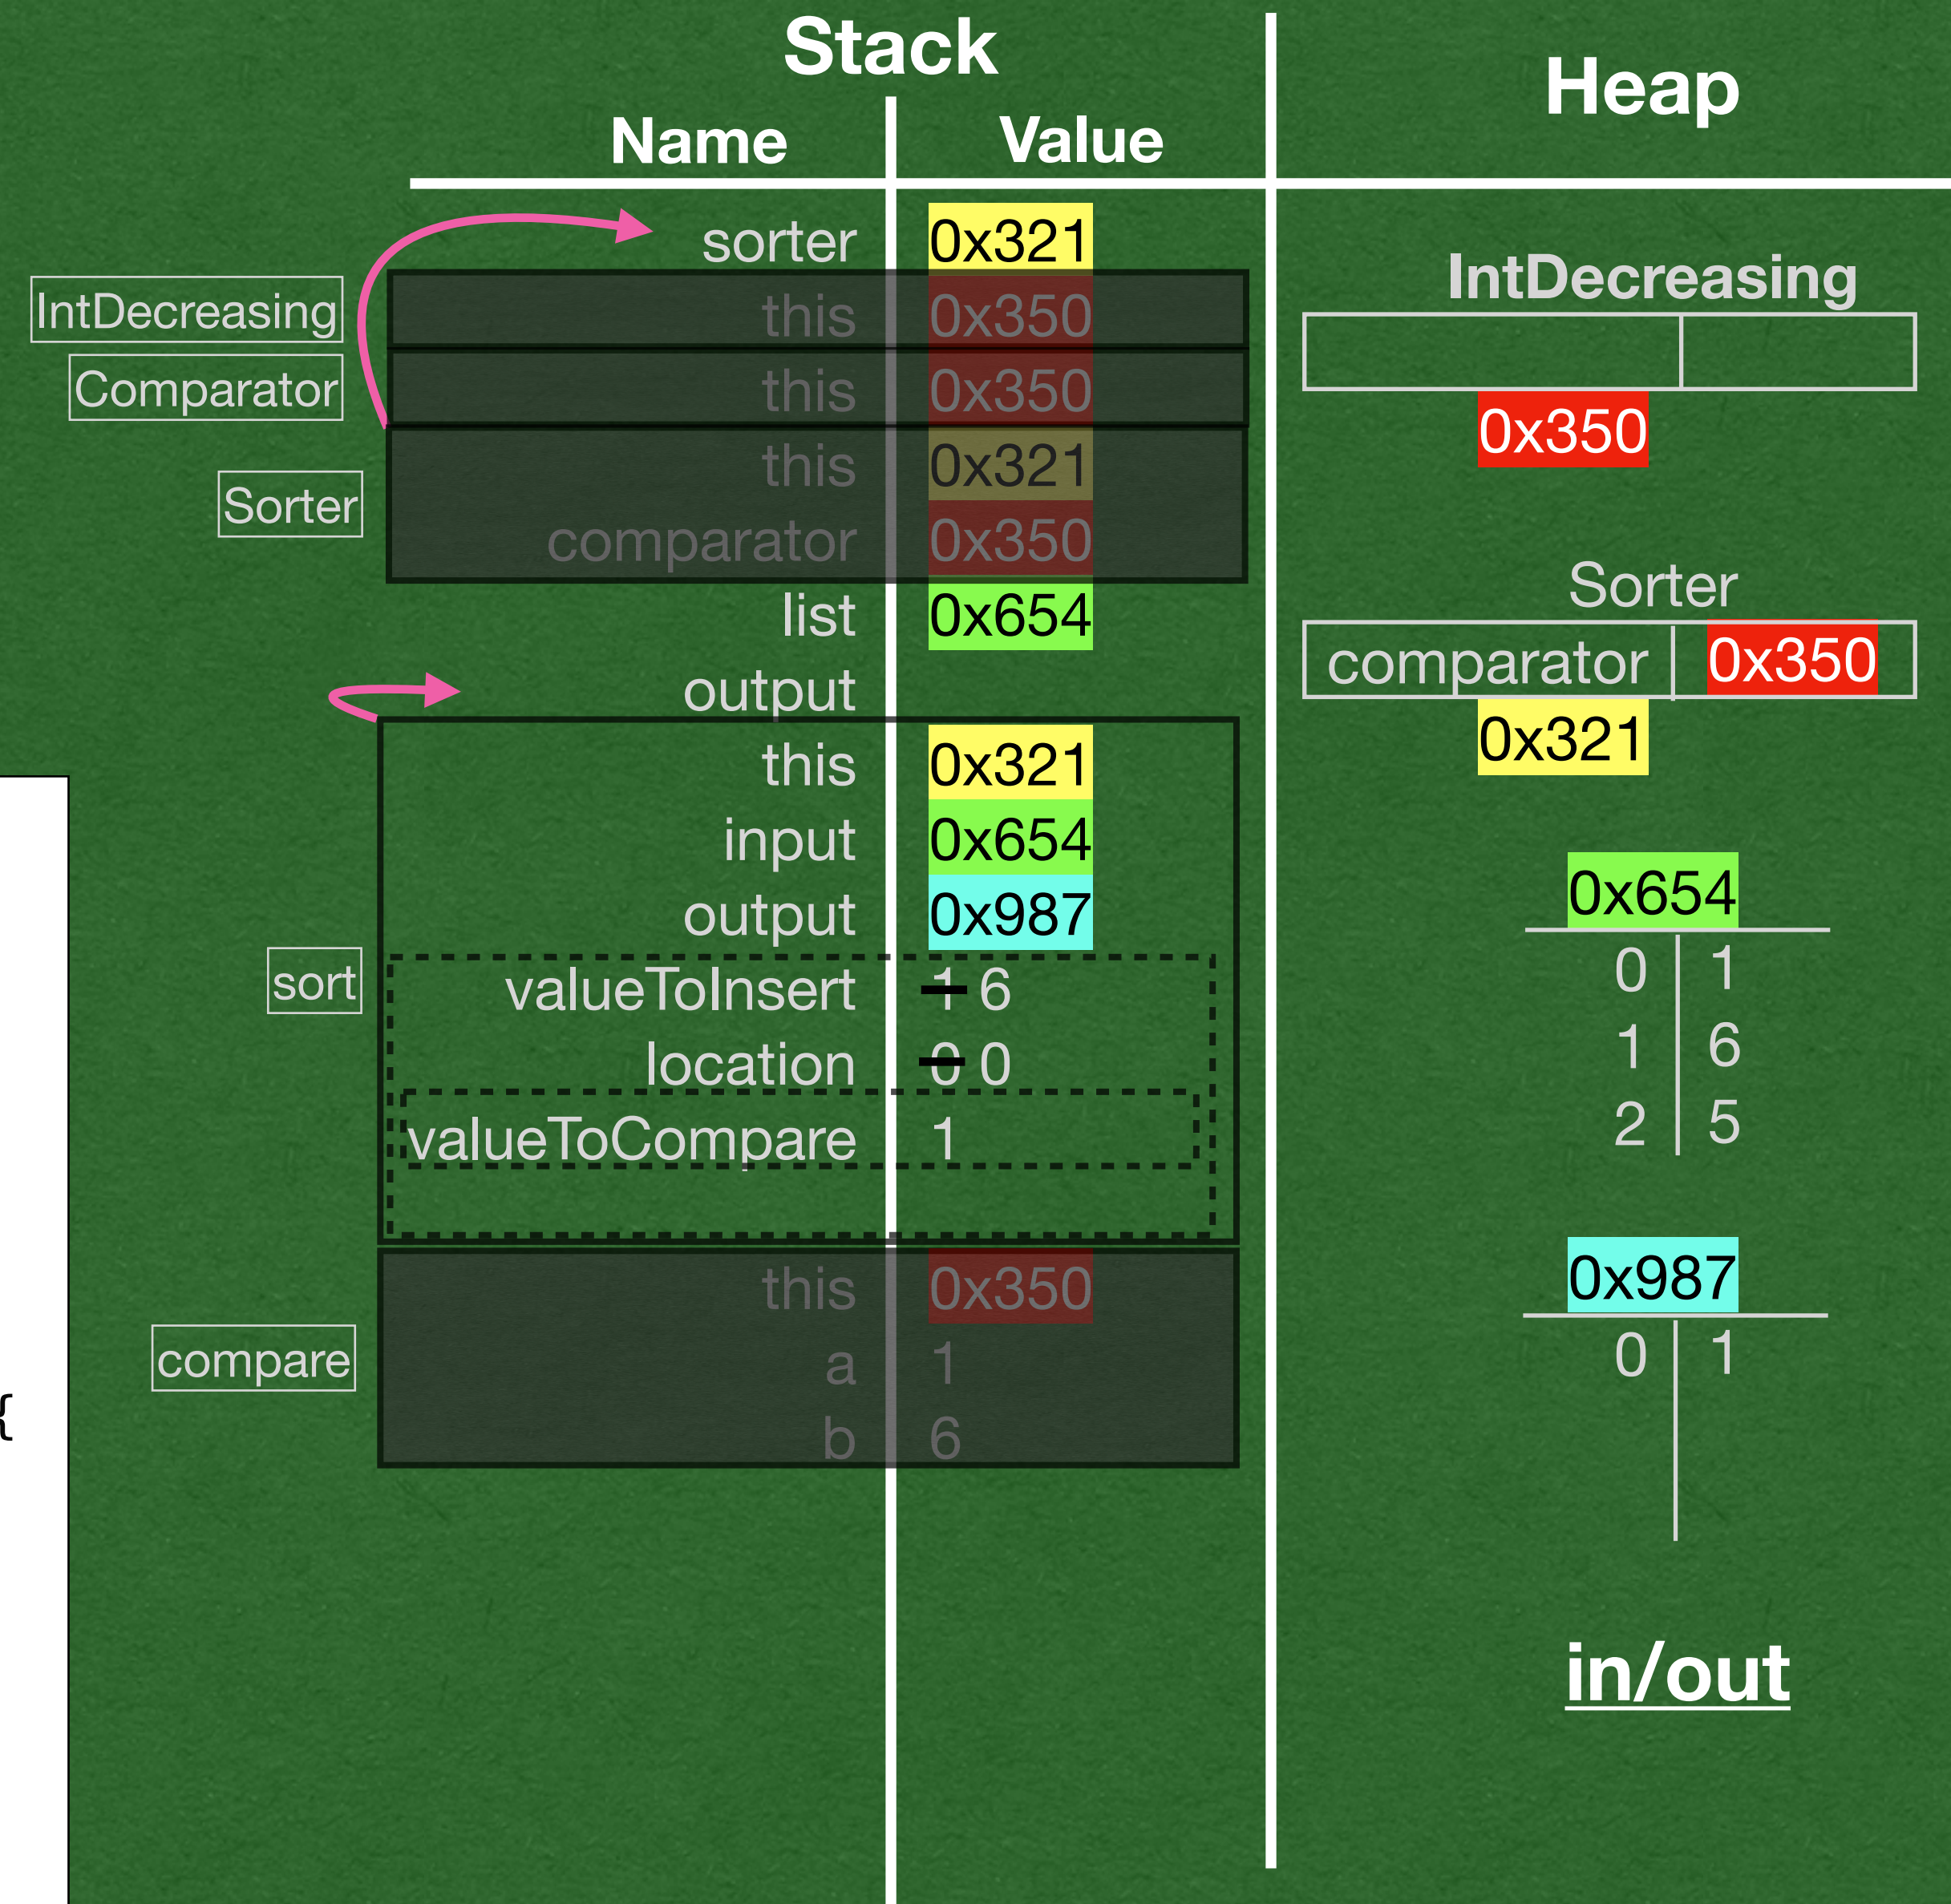 Stack
Heap
Name Value
sorter 0x321
IntDecreasing this 0x350
Comparator this 0x350
this 0x321
Sorter
comparator 0x350
list 0x654
output
this 0x321
input 0x654
output 0x987
sort
valueToInsert 1 6
location 0 0
valueToCompare 1
this 0x350
compare
a 1
b 6
{
IntDecreasing
0x350
Sorter
comparator 0x350
0x321
0x654
0 1
1 6
2 5
0x987
0 1
in/out